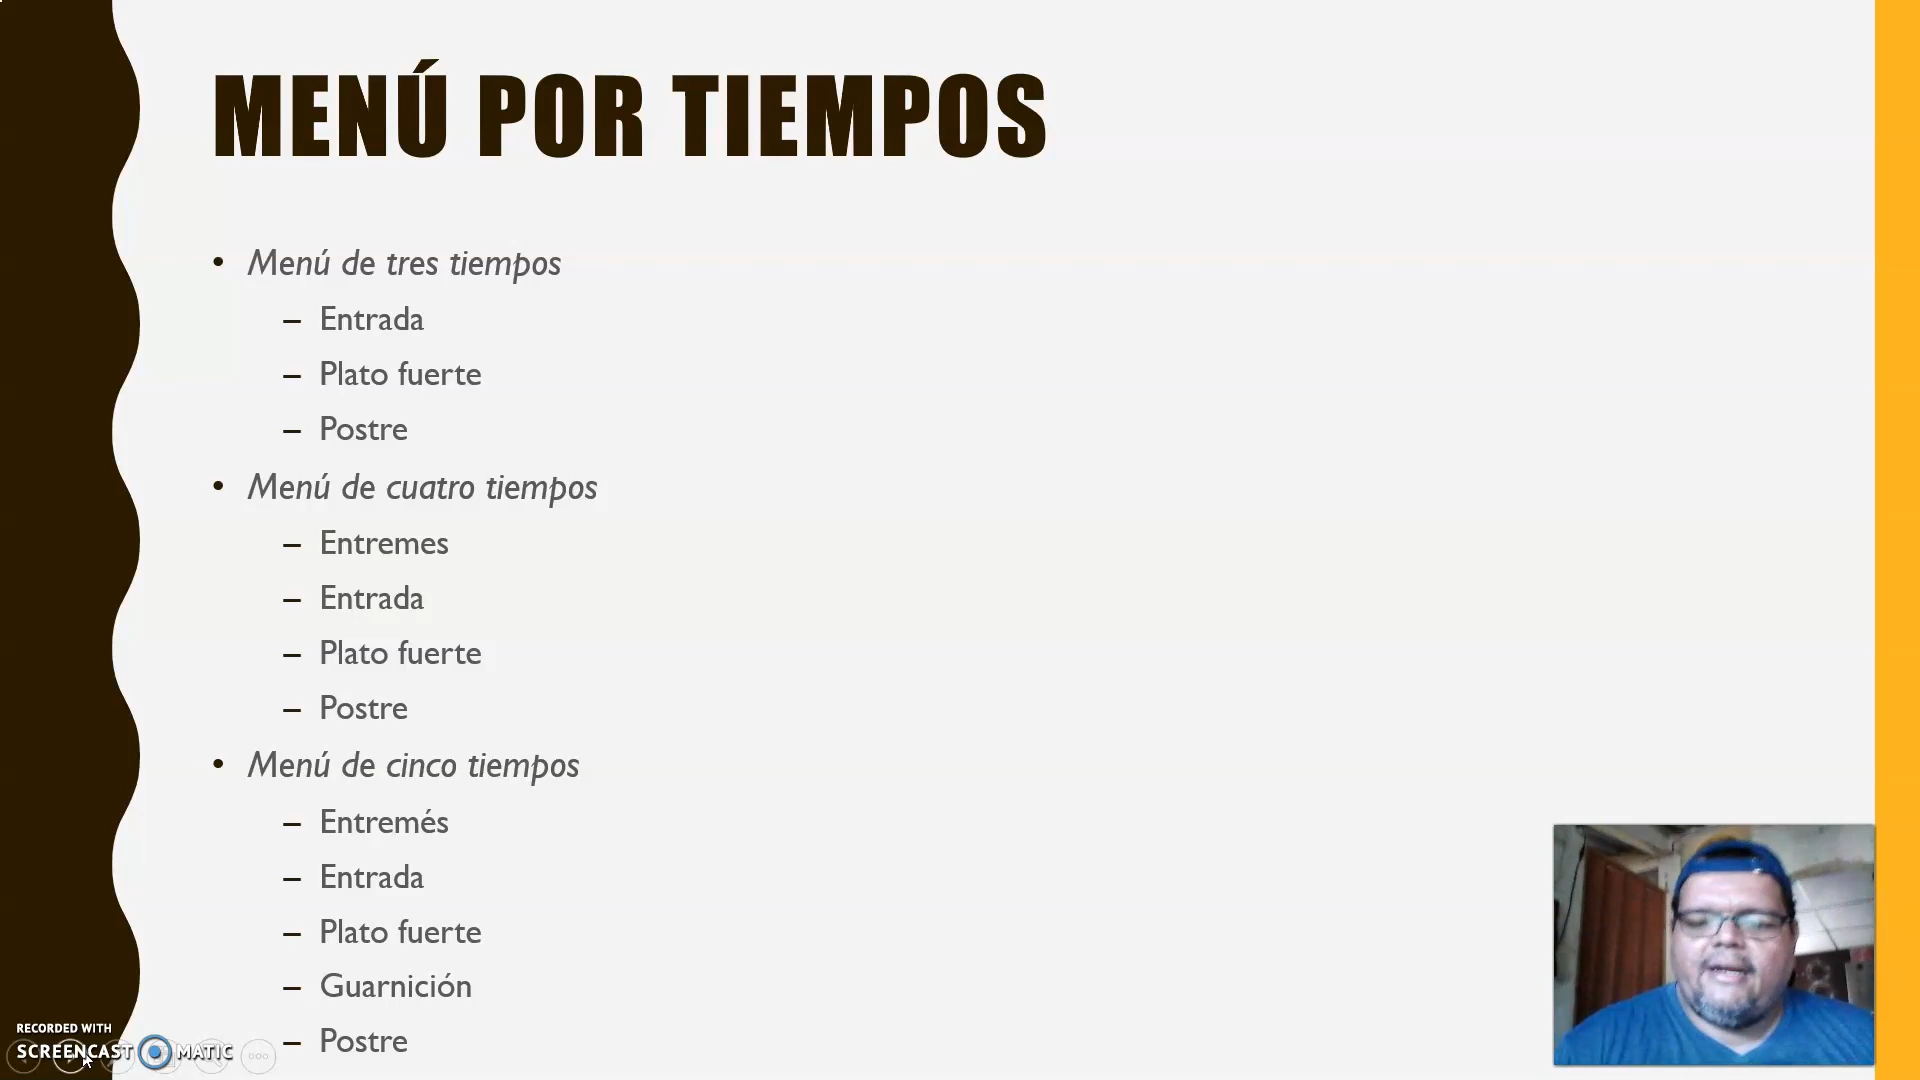 MENÚ POR TIEMPOS
• Menú de tres tiempos
– Entrada
– Plato fuerte
– Postre
• Menú de cuatro tiempos
– Entremes
– Entrada
– Plato fuerte
– Postre
• Menú de cinco tiempos
– Entremés
– Entrada
– Plato fuerte
– Guarnición
– Postre
RECORDED WITH
SCREENCAST MATIC